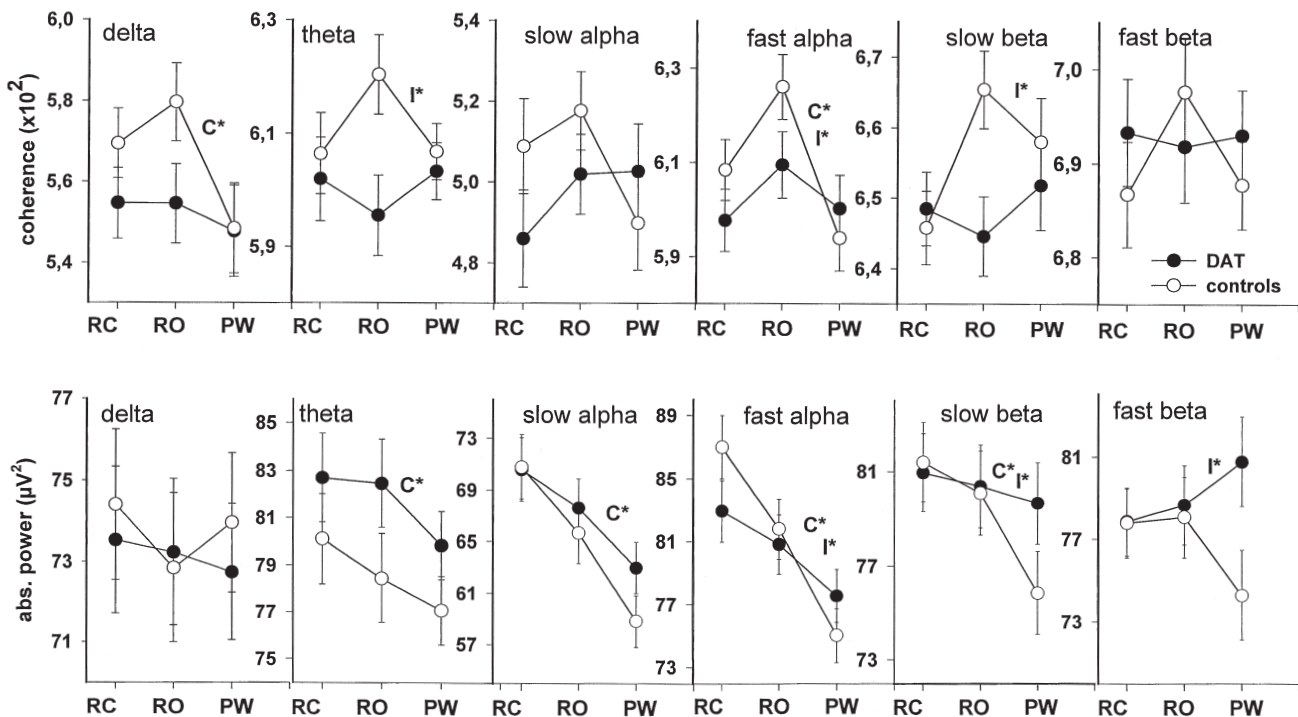 coherence (x10²)
6,0
5,8
5,6
5,4
delta
C*
RC RO PW
6,3
6,1
5,9
theta
I*
RC RO PW
5,4
5,2
5,0
4,8
slow alpha
RC RO PW
6,3
6,1
5,9
fast alpha
C*
I*
RC RO PW
6,7
6,6
6,5
6,4
slow beta
I*
RC RO PW
7,0
6,9
6,8
fast beta
DAT
controls
RC RO PW
abs. power (µV²)
77
75
73
71
delta
RC RO PW
85
83
81
79
77
75
theta
C*
RC RO PW
73
69
65
61
57
slow alpha
C*
RC RO PW
89
85
81
77
73
fast alpha
C*
I*
RC RO PW
81
77
73
slow beta
C*
I*
RC RO PW
81
77
73
fast beta
I*
RC RO PW